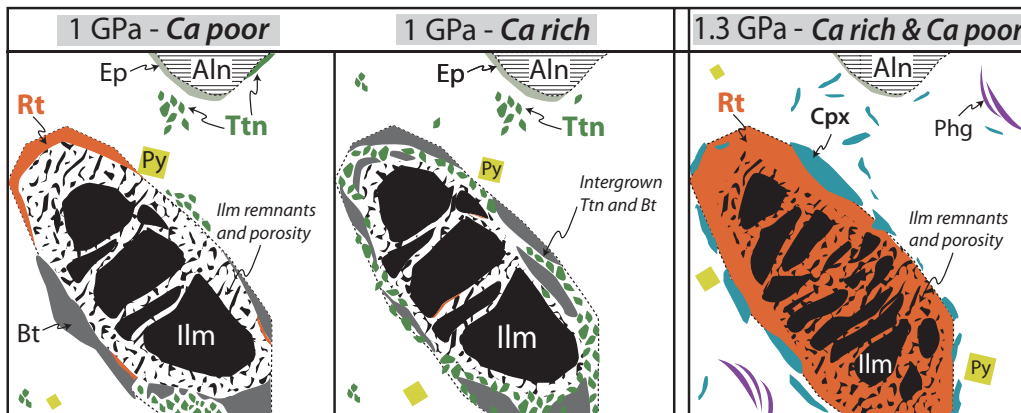 1 GPa - Ca poor
1 GPa - Ca rich
1.3 GPa - Ca rich & Ca poor
Ep
Aln
Rt
Ttn
Py
Ilm remnants
and porosity
Bt
Ilm
Ep
Aln
Ttn
Py
Intergrown
Ttn and Bt
Ilm
Aln
Rt
Cpx
Phg
Ilm remnants
and porosity
Ilm
Py